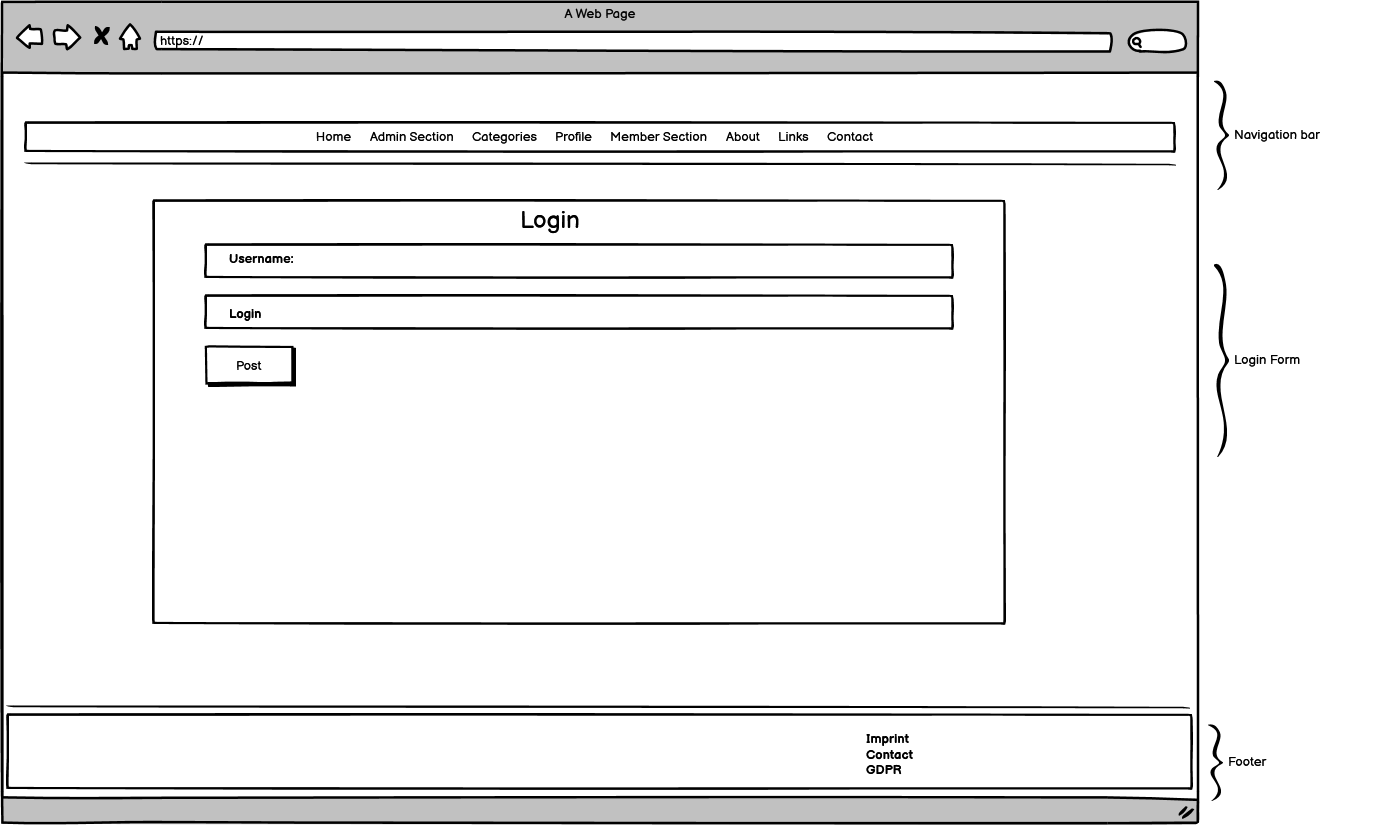 A Web Page
https://
Home Admin Section Categories Profile Member Section About Links Contact
Navigation bar
Login
Username:
Login
Post
Login Form
Imprint
Contact
GDPR
Footer